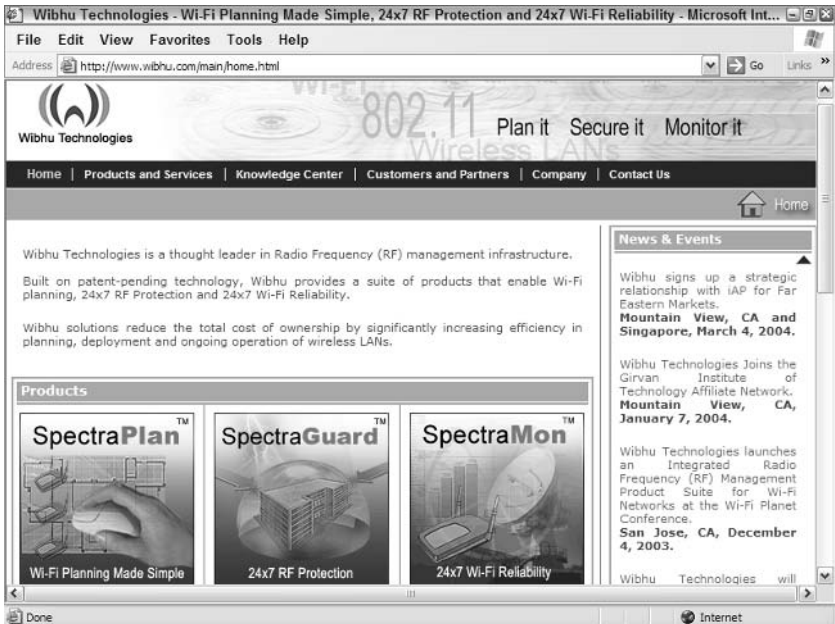 Wibhu Technologies - Wi-Fi Planning Made Simple, 24x7 RF Protection and 24x7 Wi-Fi Reliability - Microsoft Int...
File Edit View Favorites Tools Help
Address http://www.wibhu.com/main/home.html Go Links »
Wi-Fi
802.11
Wireless LANs
Plan it Secure it Monitor it
Wibhu Technologies
Home | Products and Services | Knowledge Center | Customers and Partners | Company | Contact Us
Home
Wibhu Technologies is a thought leader in Radio Frequency (RF) management infrastructure.
Built on patent-pending technology, Wibhu provides a suite of products that enable Wi-Fi
planning, 24x7 RF Protection and 24x7 Wi-Fi Reliability.
Wibhu solutions reduce the total cost of ownership by significantly increasing efficiency in
planning, deployment and ongoing operation of wireless LANs.
Products
SpectraPlan™
Wi-Fi Planning Made Simple
SpectraGuard™
24x7 RF Protection
SpectraMon™
24x7 Wi-Fi Reliability
News & Events
Wibhu signs up a strategic
relationship with iAP for Far
Eastern Markets.
Mountain View, CA and
Singapore, March 4, 2004.
Wibhu Technologies Joins the
Girvan Institute of
Technology Affiliate Network.
Mountain View, CA,
January 7, 2004.
Wibhu Technologies launches
an Integrated Radio
Frequency (RF) Management
Product Suite for Wi-Fi
Networks at the Wi-Fi Planet
Conference.
San Jose, CA, December
4, 2003.
Wibhu Technologies will
Done
Internet